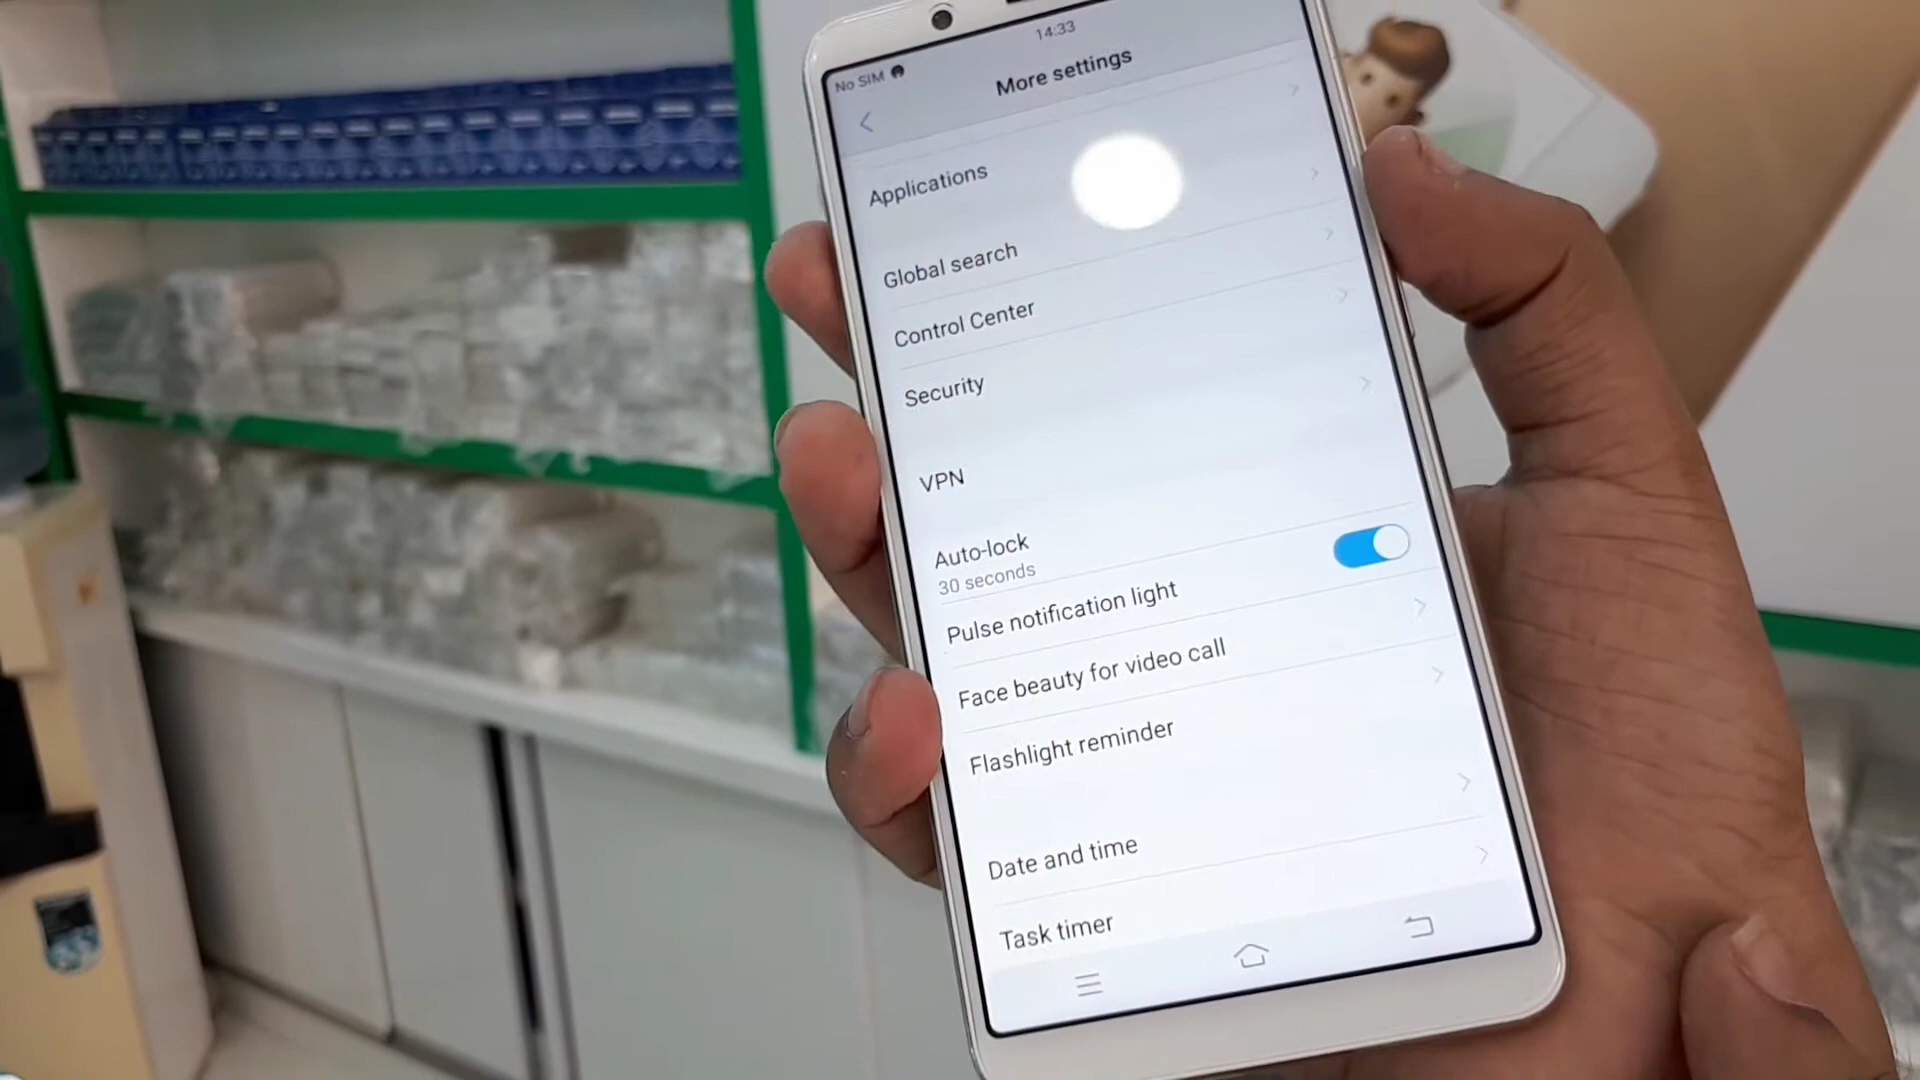 14:33
No SIM
More settings
Applications
Global search
Control Center
Security
VPN
Auto-lock
30 seconds
Pulse notification light
Face beauty for video call
Flashlight reminder
Date and time
Task timer